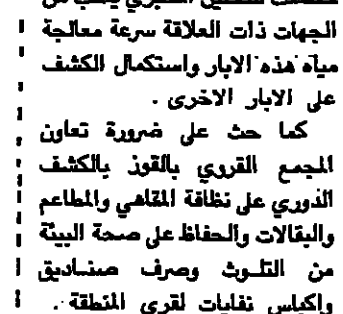 الجهات ذات العلاقة سرعة معالجة
مياه هذه الابار واستكمال الكشف
على الابار الاخرى .
كما حث على ضرورة تعاون
المجمع القروي بالقوز بالكشف
الدوري على نظافة المقاهي والمطاعم
والبقالات والحفاظ على صحة البيئة
من التلوث وصرف صناديق
واكياس نفايات لقرى المنطقة .